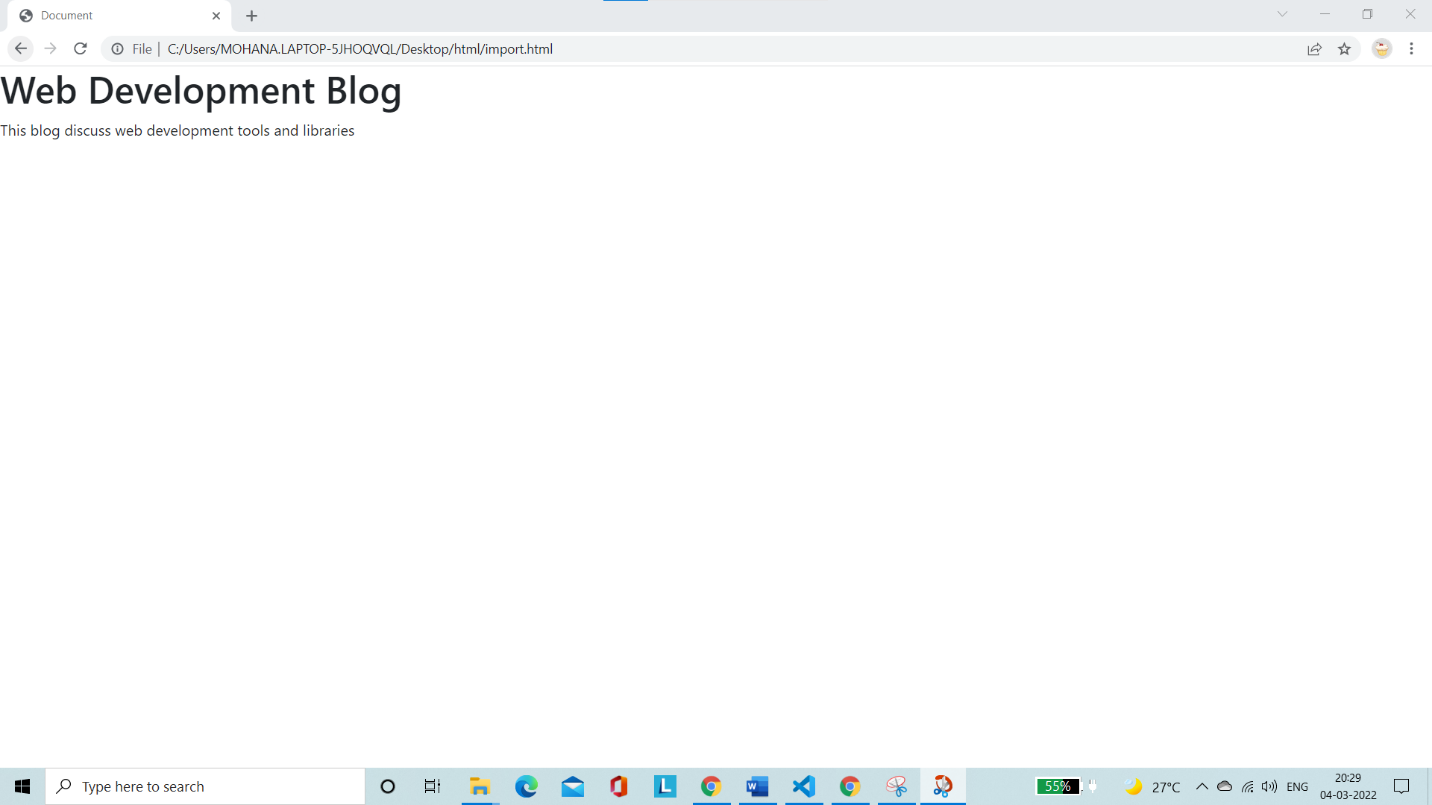 Document
File | C:/Users/MOHANA.LAPTOP-5JHOQVQL/Desktop/html/import.html
Web Development Blog
This blog discuss web development tools and libraries
Type here to search
55%
27°C
ENG
20:29
04-03-2022